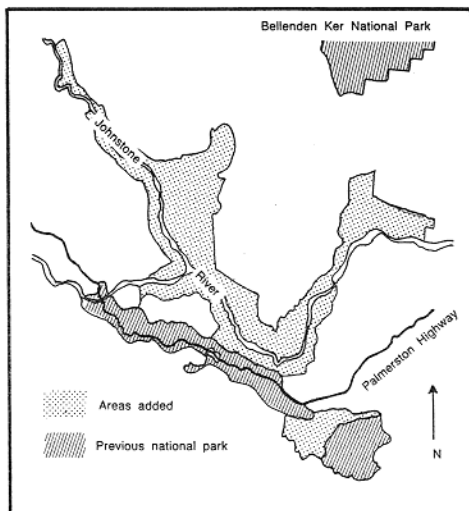 Bellenden Ker National Park
Johnstone
River
Palmerston Highway
Areas added
Previous national park
N